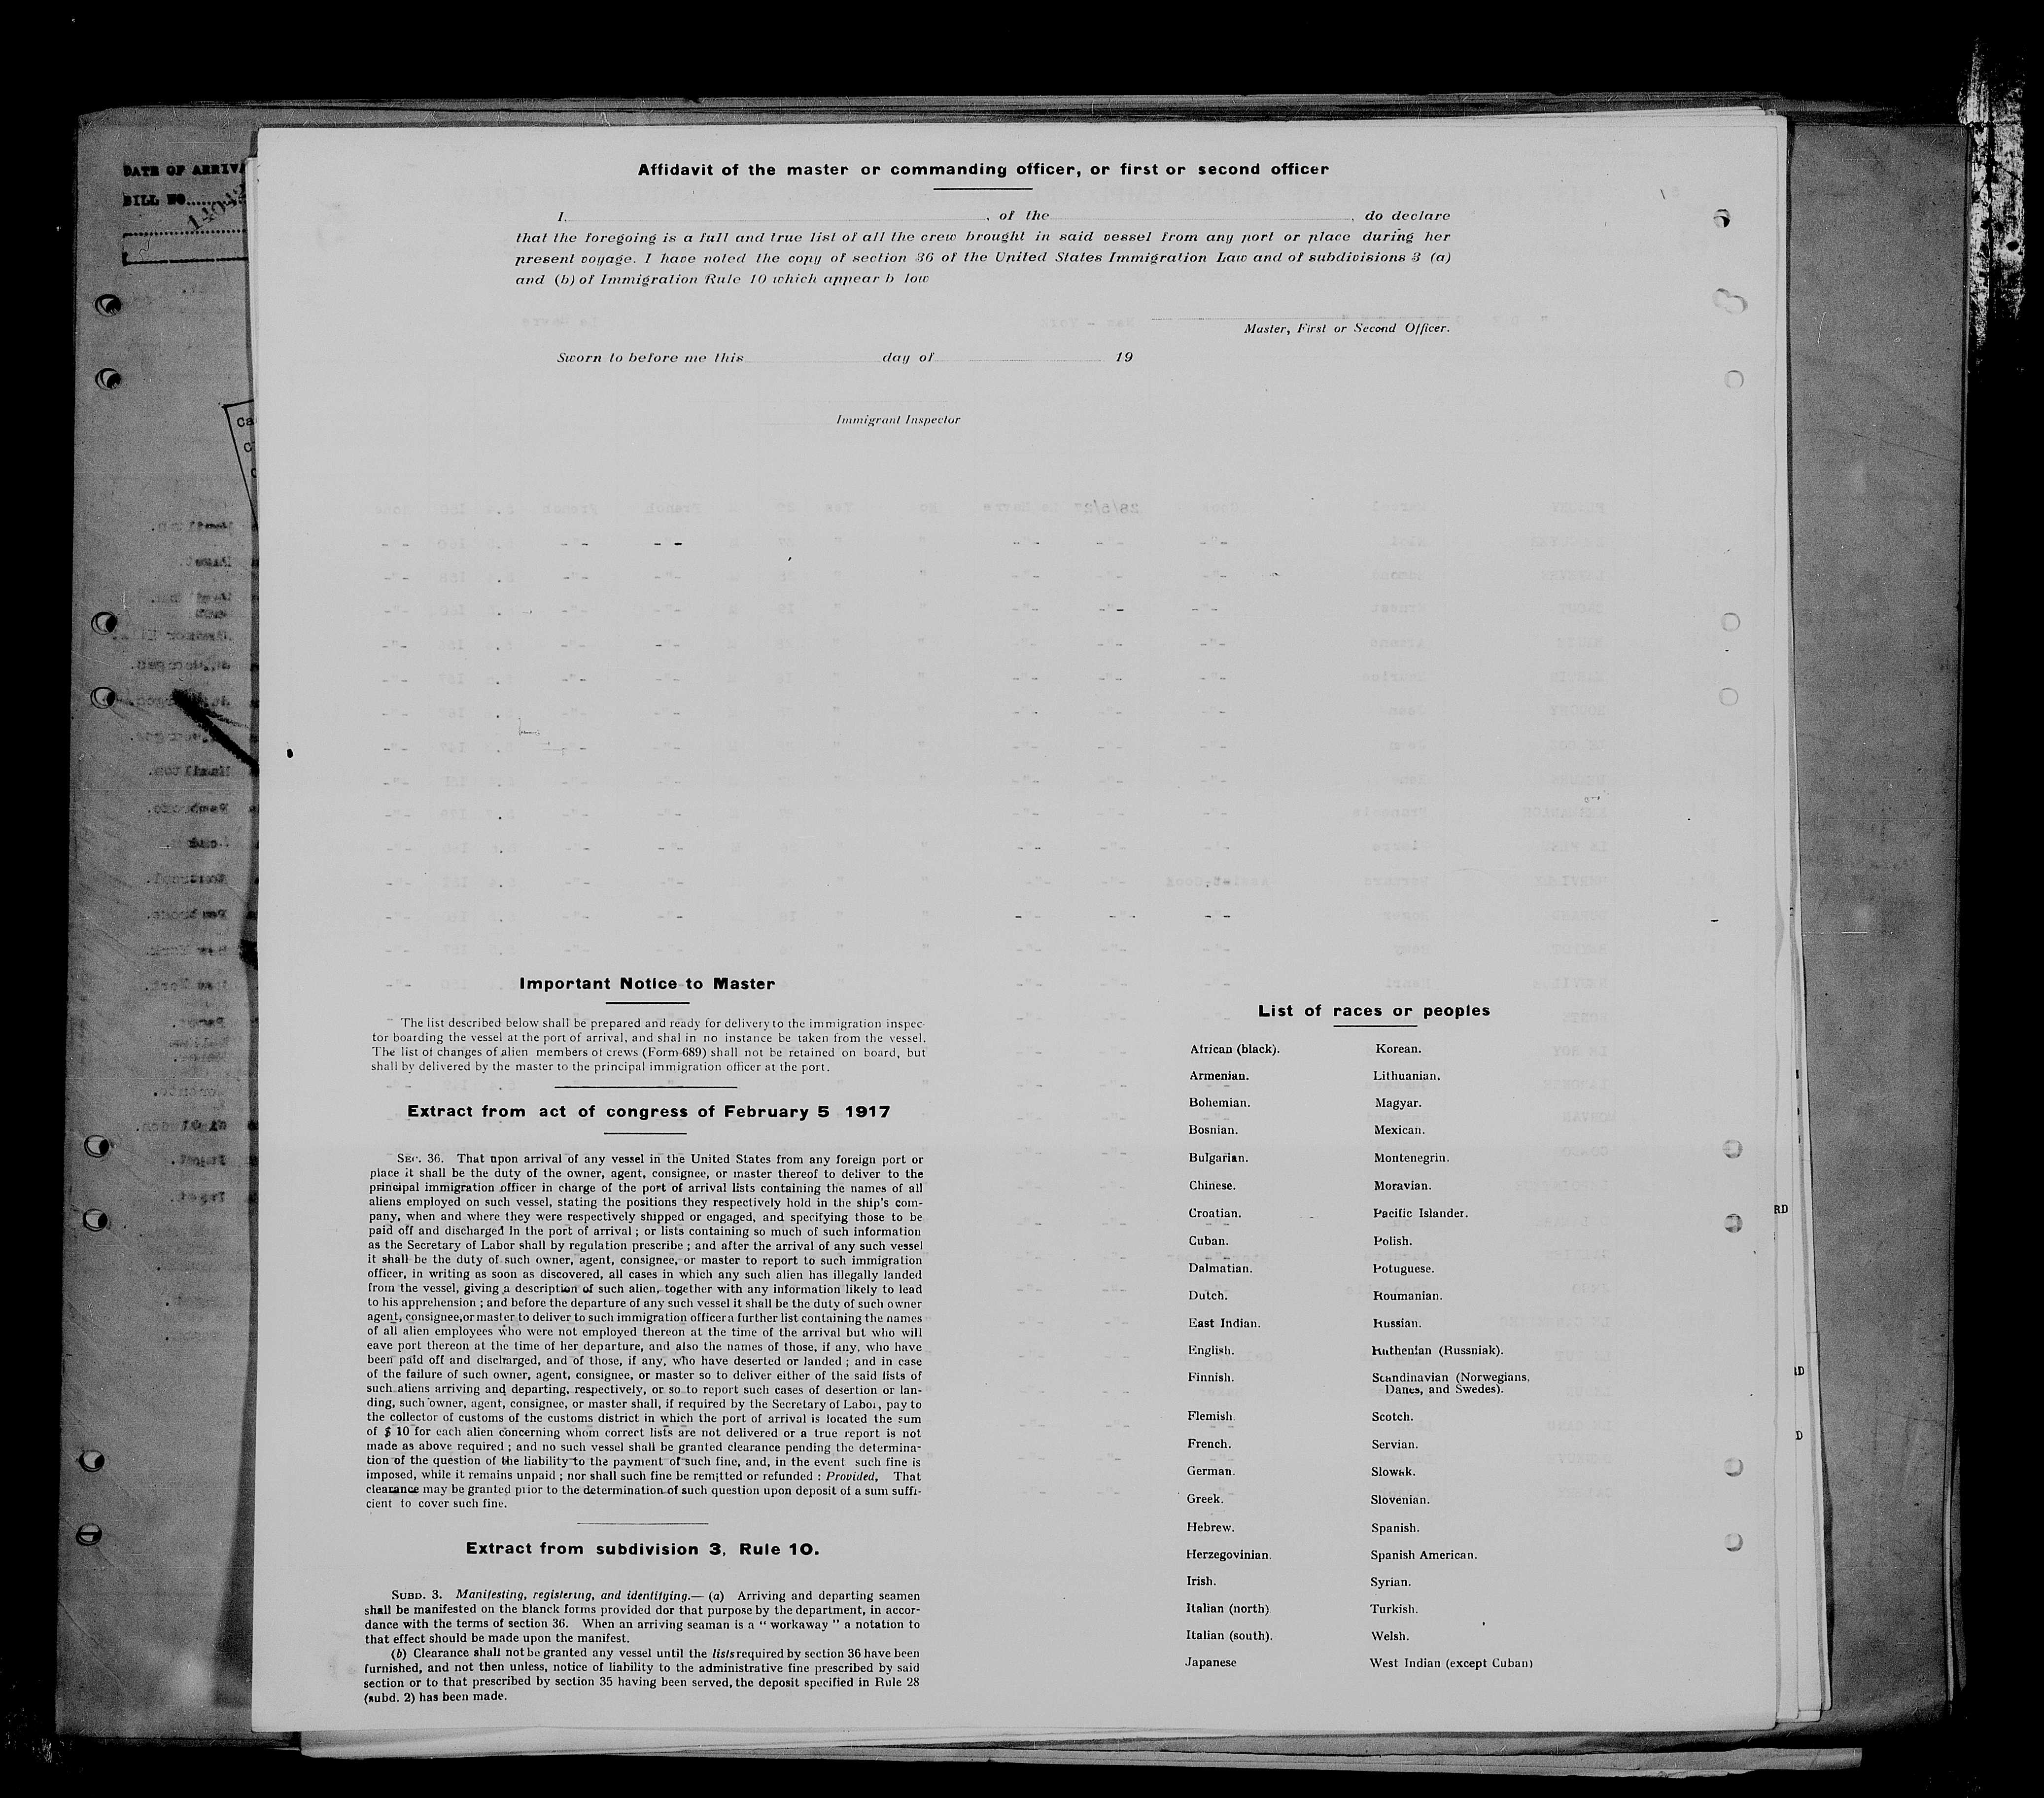 DATE OF ARRIVA
BILL NO.
Affidavit of the master or commanding officer, or first or second officer
I, , of the , do declare
that the foregoing is a full and true list of all the crew brought in said vessel from any port or place during her
present voyage. I have noted the copy of section 36 of the United States Immigration Law and of subdivisions 3 (a)
and (b) of Immigration Rule 10 which appear b low
Master, First or Second Officer.
Sworn to before me this day of 19
Immigrant Inspector
Important Notice to Master
The list described below shall be prepared and ready for delivery to the immigration inspec-
tor boarding the vessel at the port of arrival, and shal in no instance be taken from the vessel.
The list of changes of alien members of crews (Form 689) shall not be retained on board, but
shall by delivered by the master to the principal immigration officer at the port.
Extract from act of congress of February 5 1917
SEC. 36. That upon arrival of any vessel in the United States from any foreign port or
place it shall be the duty of the owner, agent, consignee, or master thereof to deliver to the
principal immigration officer in charge of the port of arrival lists containing the names of all
aliens employed on such vessel, stating the positions they respectively hold in the ship's com-
pany, when and where they were respectively shipped or engaged, and specifying those to be
paid off and discharged in the port of arrival ; or lists containing so much of such information
as the Secretary of Labor shall by regulation prescribe ; and after the arrival of any such vessel
it shall be the duty of such owner, agent, consignee, or master to report to such immigration
officer, in writing as soon as discovered, all cases in which any such alien has illegally landed
from the vessel, giving a description of such alien, together with any information likely to lead
to his apprehension ; and before the departure of any such vessel it shall be the duty of such owner
agent, consignee, or master to deliver to such immigration officer a further list containing the names
of all alien employees who were not employed thereon at the time of the arrival but who will
eave port thereon at the time of her departure, and also the names of those, if any, who have
been paid off and discharged, and of those, if any, who have deserted or landed ; and in case
of the failure of such owner, agent, consignee, or master so to deliver either of the said lists of
such aliens arriving and departing, respectively, or so to report such cases of desertion or lan-
ding, such owner, agent, consignee, or master shall, if required by the Secretary of Labor, pay to
the collector of customs of the customs district in which the port of arrival is located the sum
of $ 10 for each alien concerning whom correct lists are not delivered or a true report is not
made as above required ; and no such vessel shall be granted clearance pending the determina-
tion of the question of the liability to the payment of such fine, and, in the event such fine is
imposed, while it remains unpaid ; nor shall such fine be remitted or refunded : Provided, That
clearance may be granted prior to the determination of such question upon deposit of a sum suffi-
cient to cover such fine.
Extract from subdivision 3, Rule 10.
SUBD. 3. Manifesting, registering, and identifying.— (a) Arriving and departing seamen
shall be manifested on the blanck forms provided dor that purpose by the department, in accor-
dance with the terms of section 36. When an arriving seaman is a “ workaway ” a notation to
that effect should be made upon the manifest.
(b) Clearance shall not be granted any vessel until the lists required by section 36 have been
furnished, and not then unless, notice of liability to the administrative fine prescribed by said
section or to that prescribed by section 35 having been served, the deposit specified in Rule 28
(subd. 2) has been made.
List of races or peoples
African (black). Korean.
Armenian. Lithuanian.
Bohemian. Magyar.
Bosnian. Mexican.
Bulgarian. Montenegrin.
Chinese. Moravian.
Croatian. Pacific Islander.
Cuban. Polish.
Dalmatian. Potuguese.
Dutch. Roumanian.
East Indian. Russian.
English. Ruthenian (Russniak).
Finnish. Scandinavian (Norwegians,
Danes, and Swedes).
Flemish. Scotch.
French. Servian.
German. Slowak.
Greek. Slovenian.
Hebrew. Spanish.
Herzegovinian. Spanish American.
Irish. Syrian.
Italian (north) Turkish.
Italian (south). Welsh.
Japanese West Indian (except Cuban)